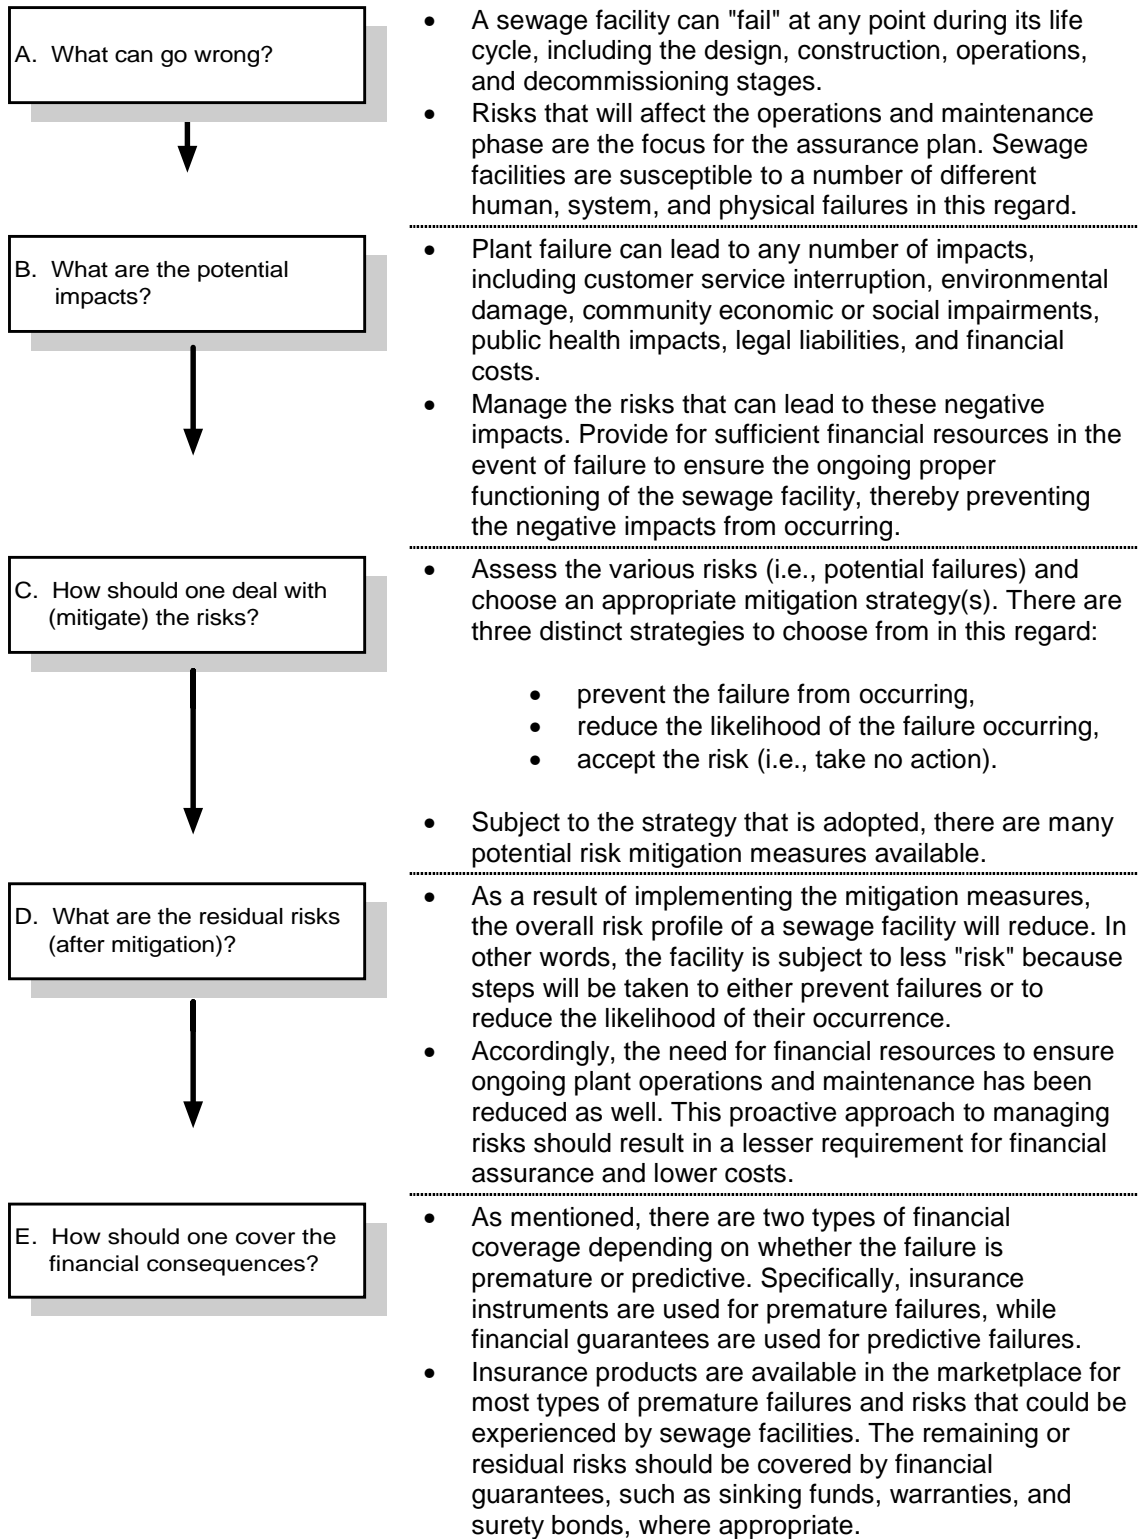 A. What can go wrong?
• A sewage facility can "fail" at any point during its life
cycle, including the design, construction, operations,
and decommissioning stages.
• Risks that will affect the operations and maintenance
phase are the focus for the assurance plan. Sewage
facilities are susceptible to a number of different
human, system, and physical failures in this regard.
B. What are the potential
impacts?
• Plant failure can lead to any number of impacts,
including customer service interruption, environmental
damage, community economic or social impairments,
public health impacts, legal liabilities, and financial
costs.
• Manage the risks that can lead to these negative
impacts. Provide for sufficient financial resources in the
event of failure to ensure the ongoing proper
functioning of the sewage facility, thereby preventing
the negative impacts from occurring.
C. How should one deal with
(mitigate) the risks?
• Assess the various risks (i.e., potential failures) and
choose an appropriate mitigation strategy(s). There are
three distinct strategies to choose from in this regard:
• prevent the failure from occurring,
• reduce the likelihood of the failure occurring,
• accept the risk (i.e., take no action).
• Subject to the strategy that is adopted, there are many
potential risk mitigation measures available.
D. What are the residual risks
(after mitigation)?
• As a result of implementing the mitigation measures,
the overall risk profile of a sewage facility will reduce. In
other words, the facility is subject to less "risk" because
steps will be taken to either prevent failures or to
reduce the likelihood of their occurrence.
• Accordingly, the need for financial resources to ensure
ongoing plant operations and maintenance has been
reduced as well. This proactive approach to managing
risks should result in a lesser requirement for financial
assurance and lower costs.
E. How should one cover the
financial consequences?
• As mentioned, there are two types of financial
coverage depending on whether the failure is
premature or predictive. Specifically, insurance
instruments are used for premature failures, while
financial guarantees are used for predictive failures.
• Insurance products are available in the marketplace for
most types of premature failures and risks that could be
experienced by sewage facilities. The remaining or
residual risks should be covered by financial
guarantees, such as sinking funds, warranties, and
surety bonds, where appropriate.